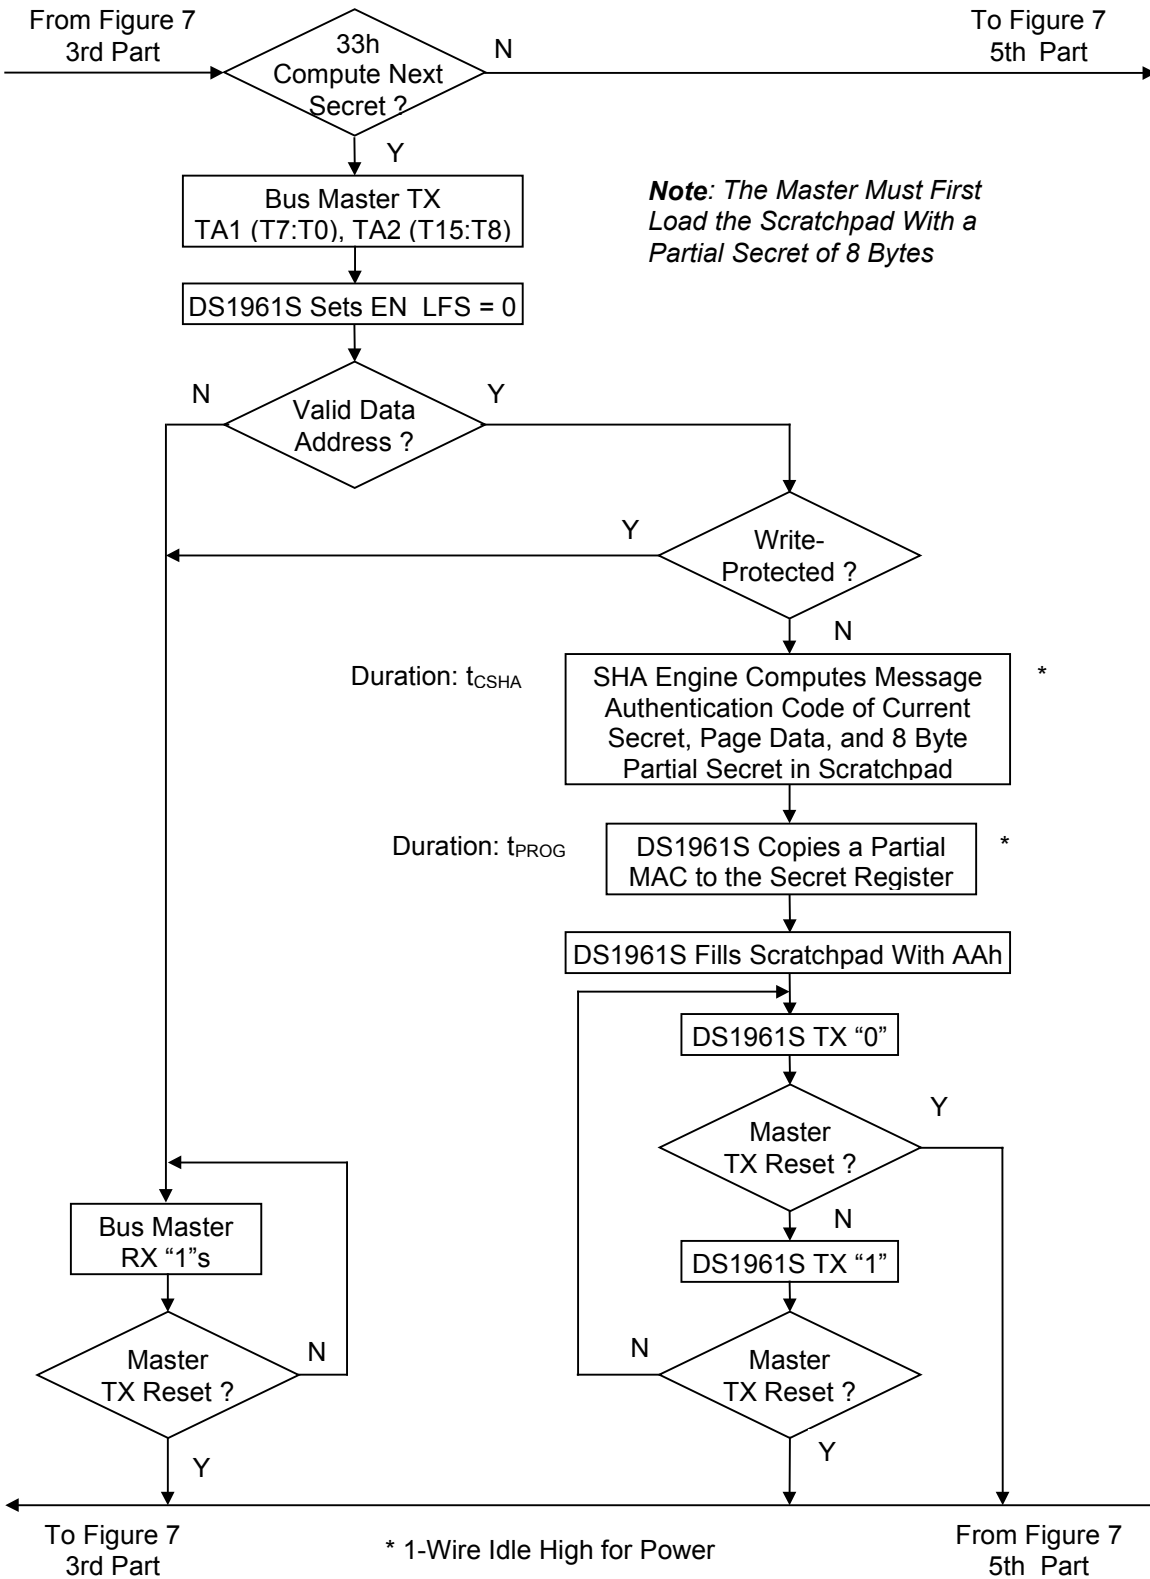 From Figure 7
3rd Part
33h
Compute Next
Secret ?
N
To Figure 7
5th Part
Y
Bus Master TX
TA1 (T7:T0), TA2 (T15:T8)
Note: The Master Must First
Load the Scratchpad With a
Partial Secret of 8 Bytes
DS1961S Sets EN LFS = 0
N
Valid Data
Address ?
Y
Y
Write-
Protected ?
N
Duration: tCSHA
SHA Engine Computes Message
Authentication Code of Current
Secret, Page Data, and 8 Byte
Partial Secret in Scratchpad
*
Duration: tPROG
DS1961S Copies a Partial
MAC to the Secret Register
*
DS1961S Fills Scratchpad With AAh
DS1961S TX “0”
Master
TX Reset ?
Y
N
DS1961S TX “1”
Bus Master
RX “1”s
Master
TX Reset ?
N
Y
N
Master
TX Reset ?
Y
To Figure 7
3rd Part
* 1-Wire Idle High for Power
From Figure 7
5th Part